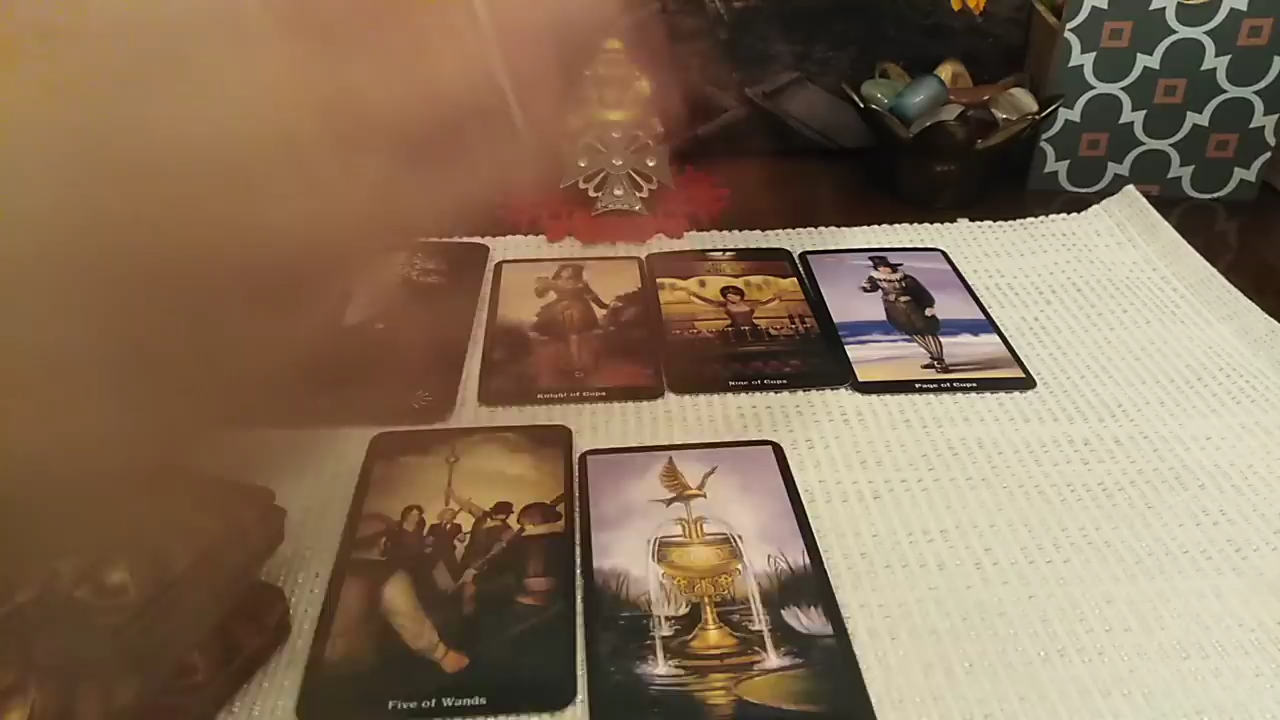 Knight of Cups
Nine of Cups
Page of Cups
Five of Wands